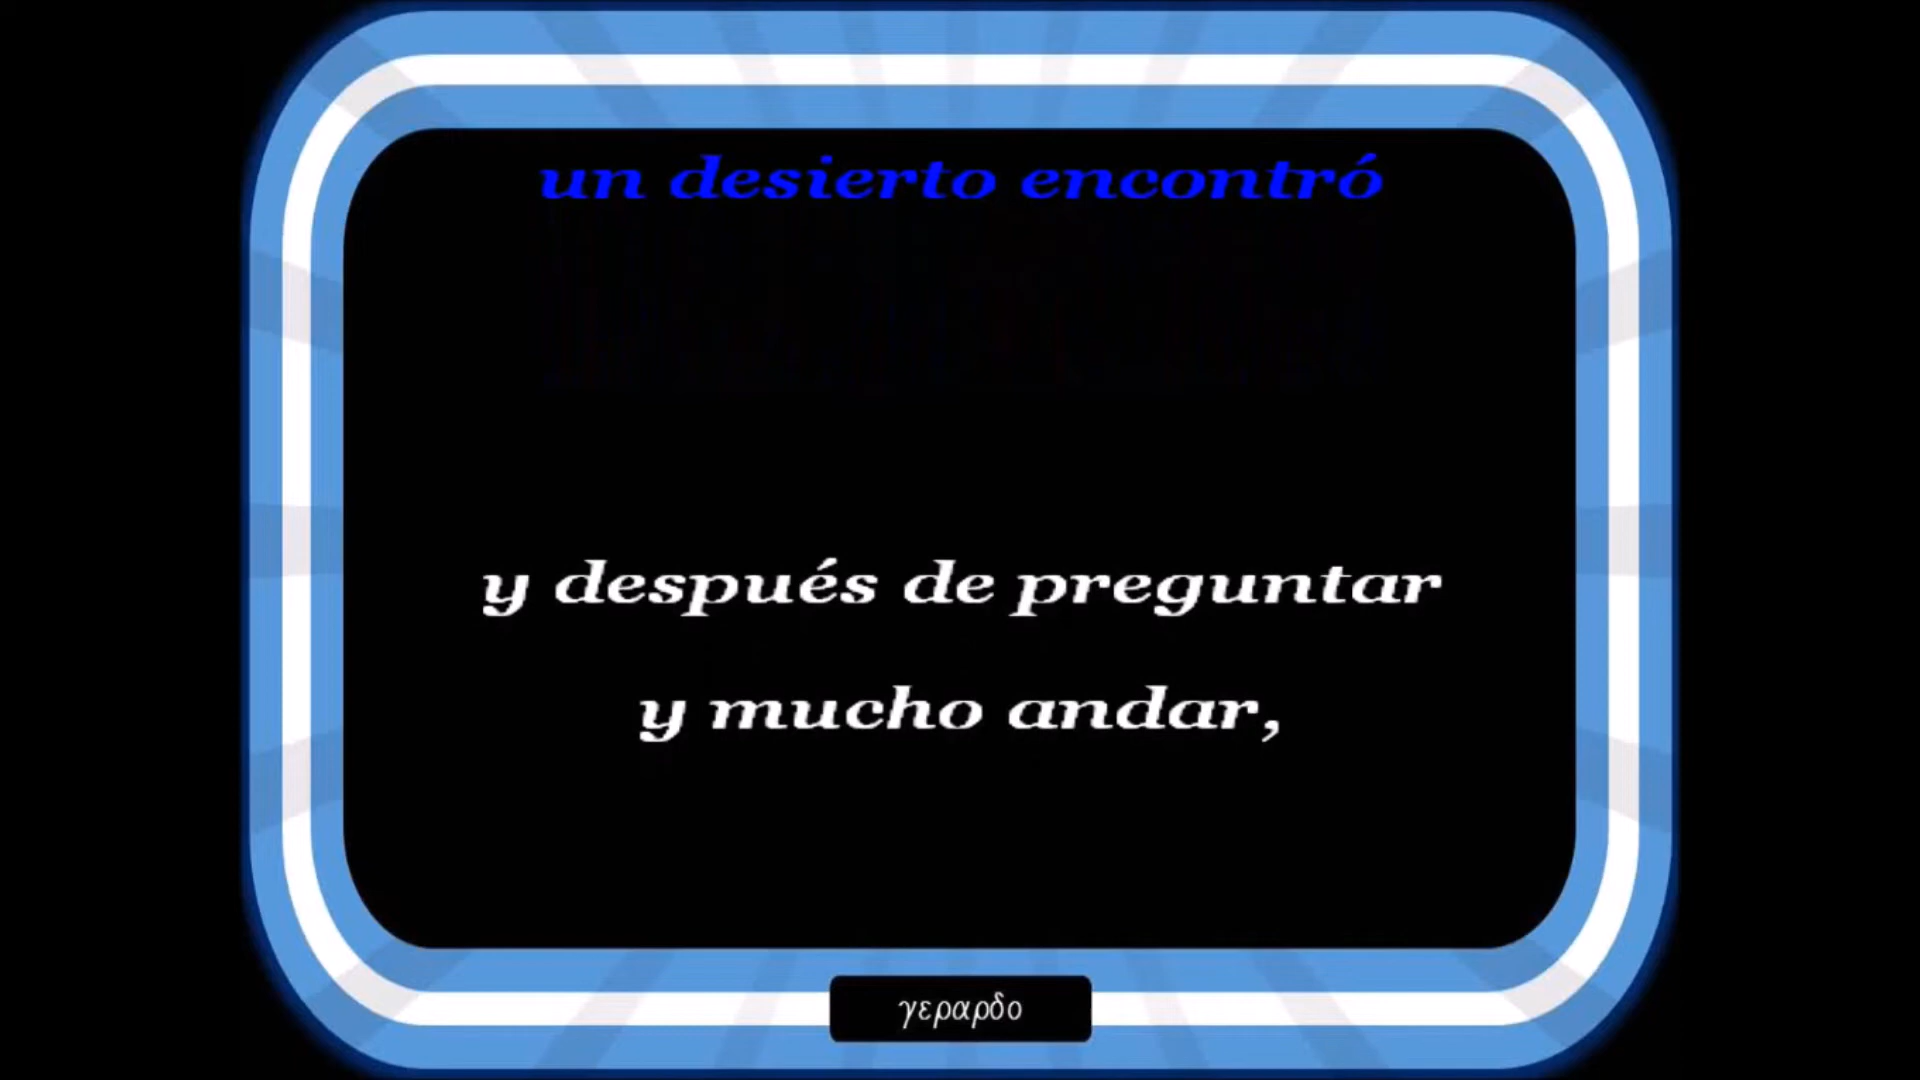 un desierto encontró
y después de preguntar
y mucho andar,
γεραρδο